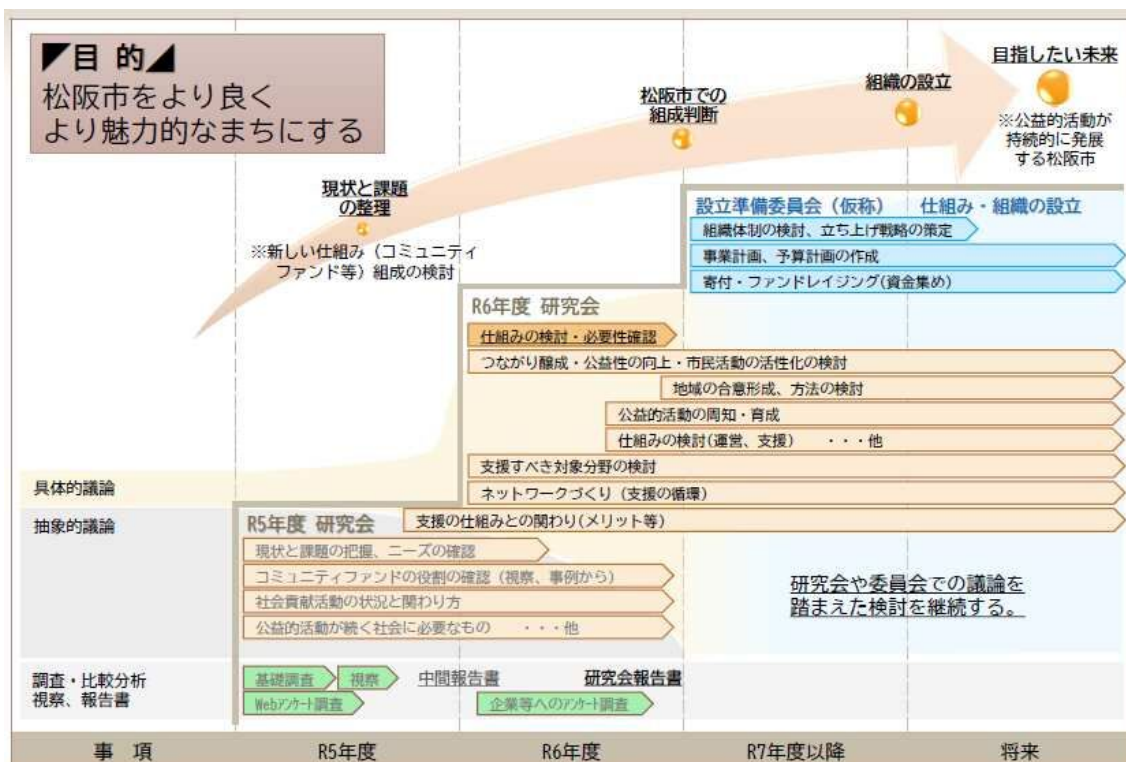 ◤目 的◢
松阪市をより良く
より魅力的なまちにする
目指したい未来
※公益的活動が
持続的に発展
する松阪市
組織の設立
松阪市での
組成判断
現状と課題
の整理
※新しい仕組み（コミュニティ
ファンド等）組成の検討
設立準備委員会（仮称）
仕組み・組織の設立
組織体制の検討、立ち上げ戦略の策定
事業計画、予算計画の作成
寄付・ファンドレイジング(資金集め)
R6年度 研究会
仕組みの検討・必要性確認
つながり醸成・公益性の向上・市民活動の活性化の検討
地域の合意形成、方法の検討
公益的活動の周知・育成
仕組みの検討(運営、支援) ・・・他
支援すべき対象分野の検討
具体的議論
ネットワークづくり（支援の循環）
抽象的議論
R5年度 研究会
支援の仕組みとの関わり(メリット等)
現状と課題の把握、ニーズの確認
コミュニティファンドの役割の確認（視察、事例から）
社会貢献活動の状況と関わり方
公益的活動が続く社会に必要なもの ・・・他
研究会や委員会での議論を
踏まえた検討を継続する。
調査・比較分析
視察、報告書
基礎調査
視察
中間報告書
研究会報告書
Webｱﾝｹｰﾄ調査
企業等へのｱﾝｹｰﾄ調査
事 項
R5年度
R6年度
R7年度以降
将来